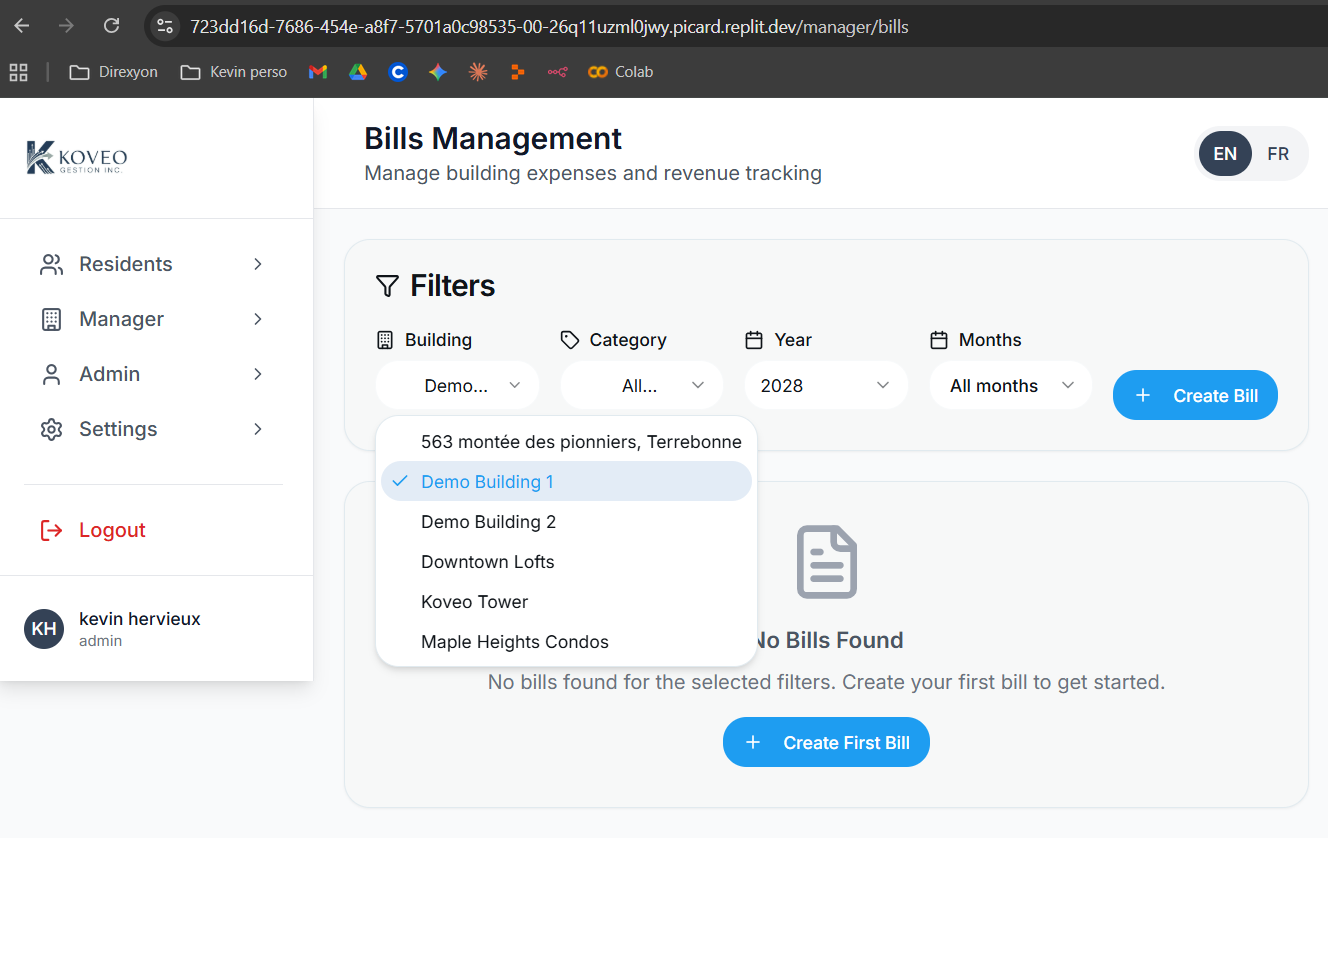 723dd16d-7686-454e-a8f7-5701a0c98535-00-26q11uzml0jwy.picard.replit.dev/manager/bills
Direxyon
Kevin perso
Colab
KOVEO
GESTION INC.
Bills Management
Manage building expenses and revenue tracking
EN FR
Residents
Manager
Admin
Settings
Logout
KH
kevin hervieux
admin
Filters
Building Category Year Months
Demo... All... 2028 All months
Create Bill
563 montée des pionniers, Terrebonne
Demo Building 1
Demo Building 2
Downtown Lofts
Koveo Tower
Maple Heights Condos
No Bills Found
No bills found for the selected filters. Create your first bill to get started.
Create First Bill